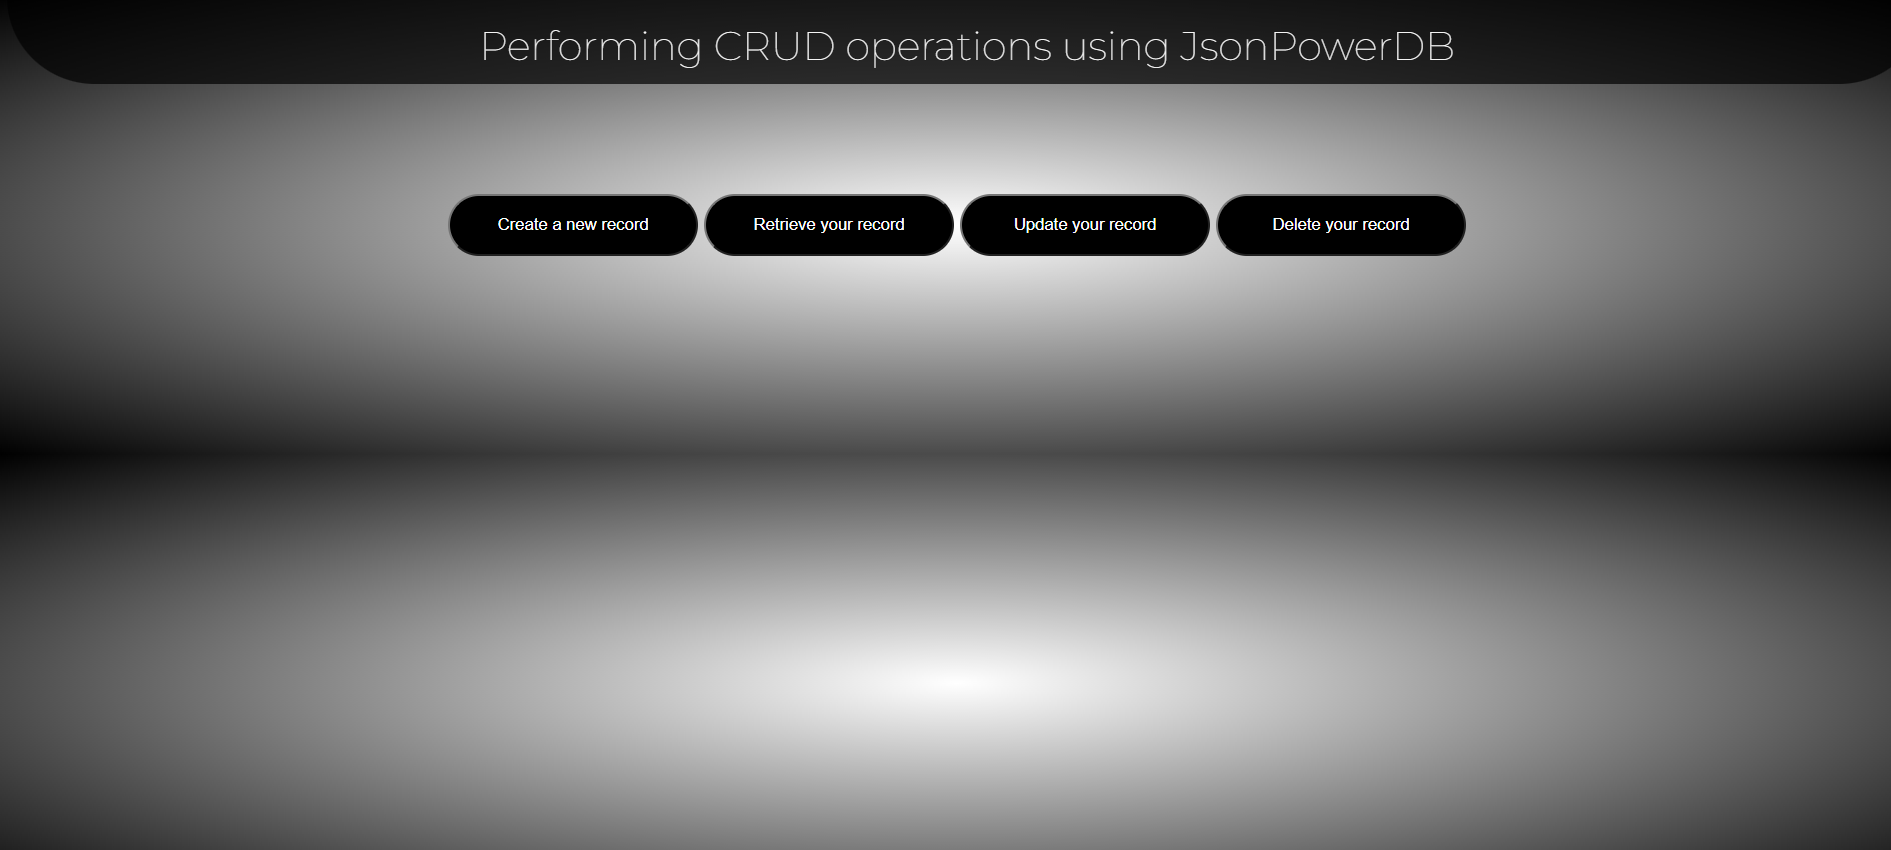 Performing CRUD operations using JsonPowerDB
Create a new record
Retrieve your record
Update your record
Delete your record